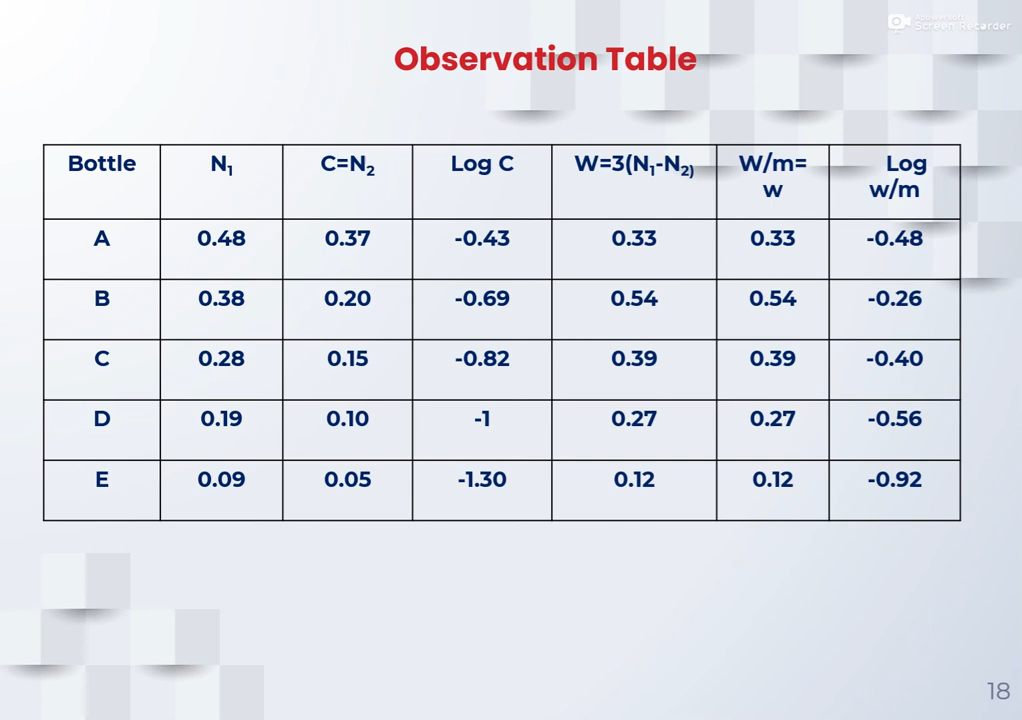 Apowersoft
Screen Recorder
Observation Table
Bottle N1 C=N2 Log C W=3(N1-N2) W/m= w Log w/m
A 0.48 0.37 -0.43 0.33 0.33 -0.48
B 0.38 0.20 -0.69 0.54 0.54 -0.26
C 0.28 0.15 -0.82 0.39 0.39 -0.40
D 0.19 0.10 -1 0.27 0.27 -0.56
E 0.09 0.05 -1.30 0.12 0.12 -0.92
18